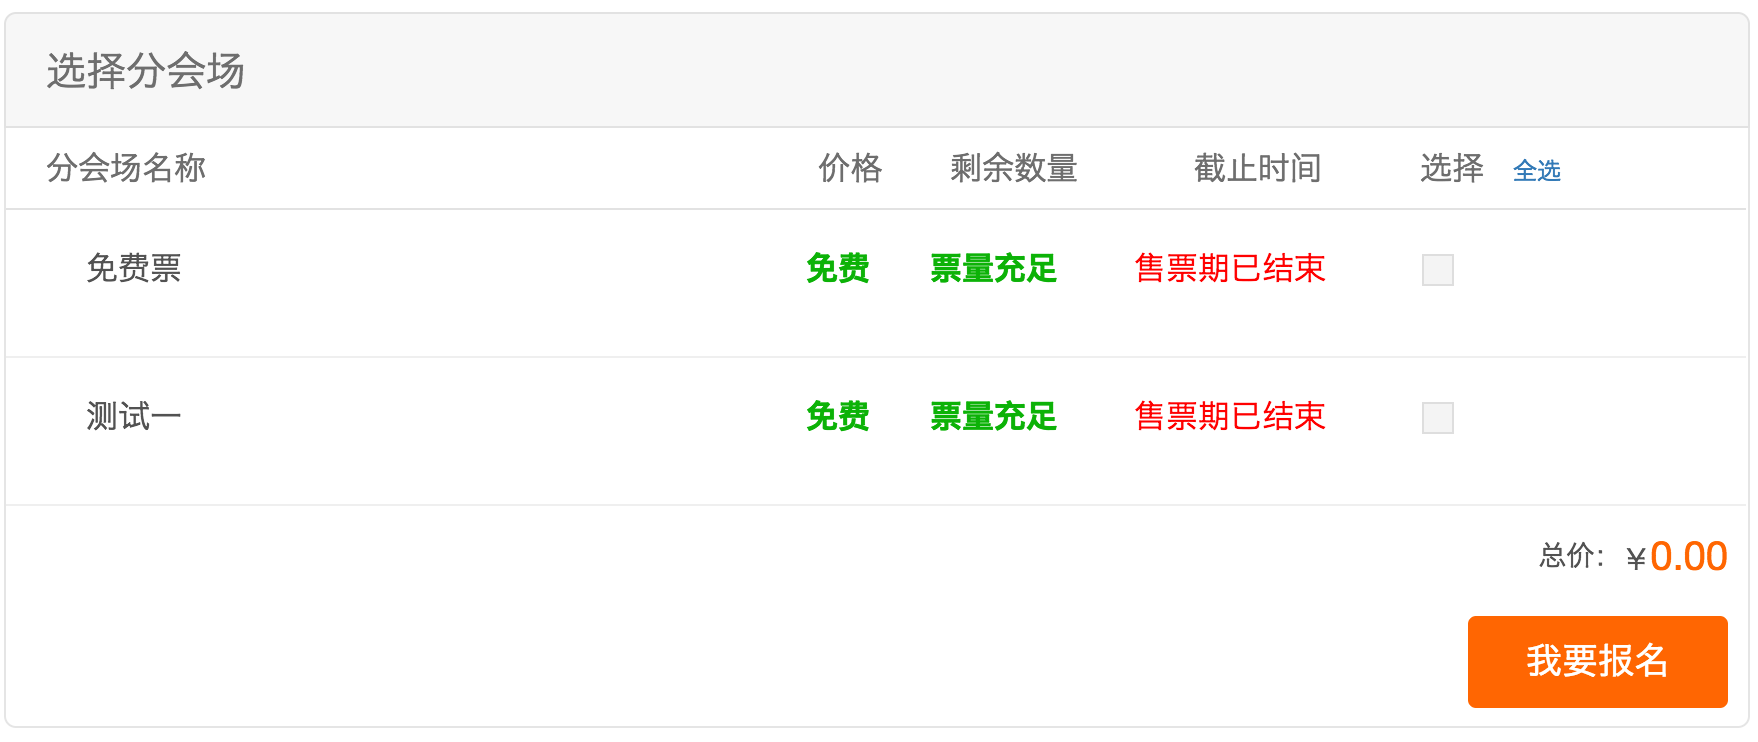 选择分会场
分会场名称 价格 剩余数量 截止时间 选择 全选
免费票 免费 票量充足 售票期已结束
测试一 免费 票量充足 售票期已结束
总价: ¥0.00
我要报名